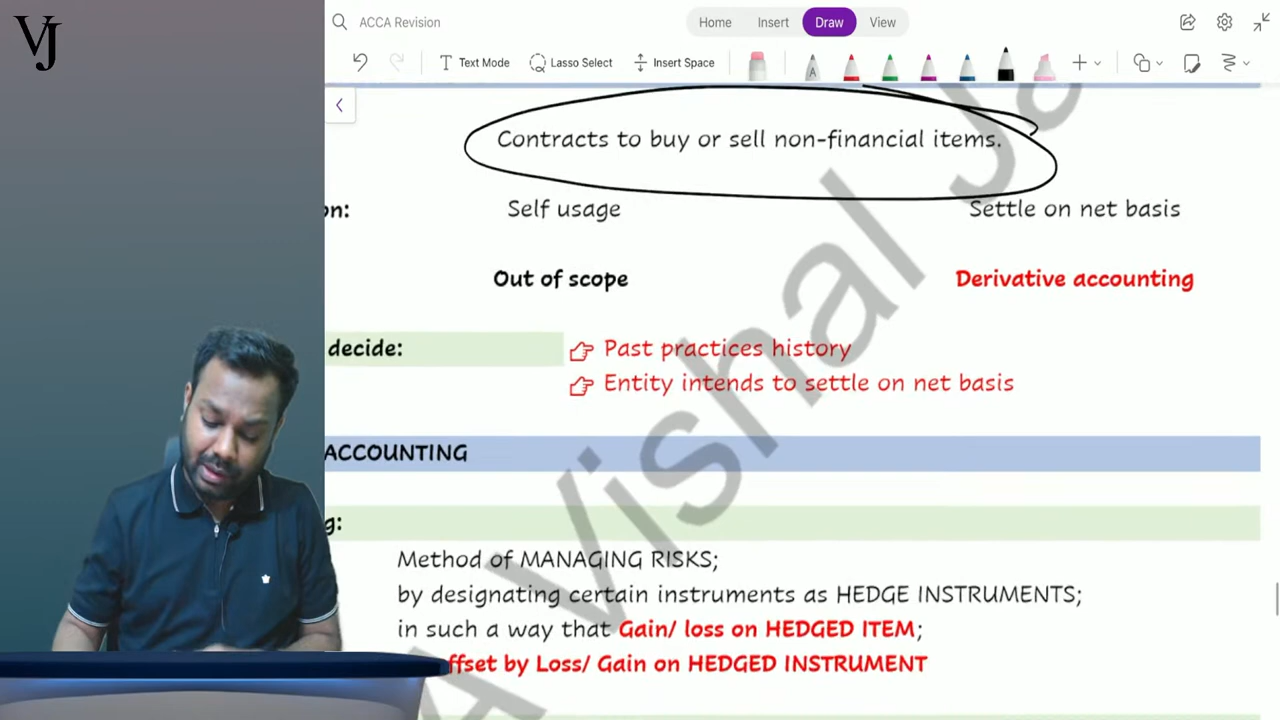 VJ
ACCA Revision
Home Insert Draw View
Text Mode Lasso Select Insert Space
Contracts to buy or sell non-financial items.
on: Self usage Settle on net basis
Out of scope Derivative accounting
decide: Past practices history
Entity intends to settle on net basis
ACCOUNTING
g:
Method of MANAGING RISKS;
by designating certain instruments as HEDGE INSTRUMENTS;
in such a way that Gain/ loss on HEDGED ITEM;
ffset by Loss/ Gain on HEDGED INSTRUMENT
Vishal Ja